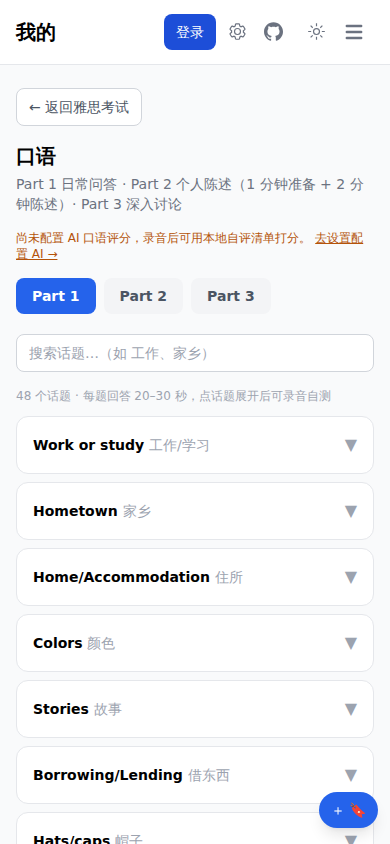 我的
登录
← 返回雅思考试
口语
Part 1 日常问答 · Part 2 个人陈述（1 分钟准备 + 2 分
钟陈述）· Part 3 深入讨论
尚未配置 AI 口语评分，录音后可用本地自评清单打分。 去设置配
置 AI →
Part 1 Part 2 Part 3
搜索话题…（如 工作、家乡）
48 个话题 · 每题回答 20–30 秒，点话题展开后可录音自测
Work or study 工作/学习 ▼
Hometown 家乡 ▼
Home/Accommodation 住所 ▼
Colors 颜色 ▼
Stories 故事 ▼
Borrowing/Lending 借东西 ▼
Hats/caps 帽子 ▼